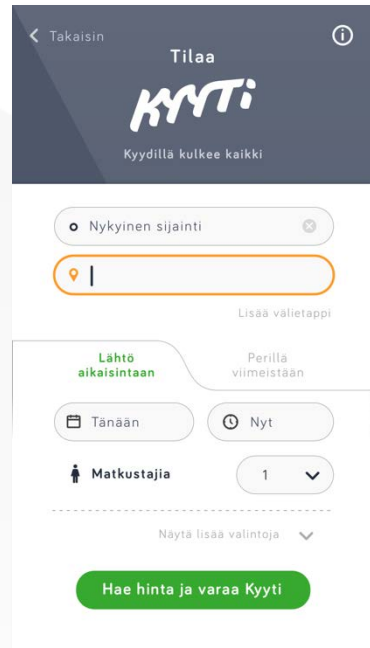 Takaisin
Tilaa
KYYTi
Kyydillä kulkee kaikki
Nykyinen sijainti
Lisää välietappi
Lähtö
aikaisintaan
Perillä
viimeistään
Tänään
Nyt
Matkustajia
1
Näytä lisää valintoja
Hae hinta ja varaa Kyyti